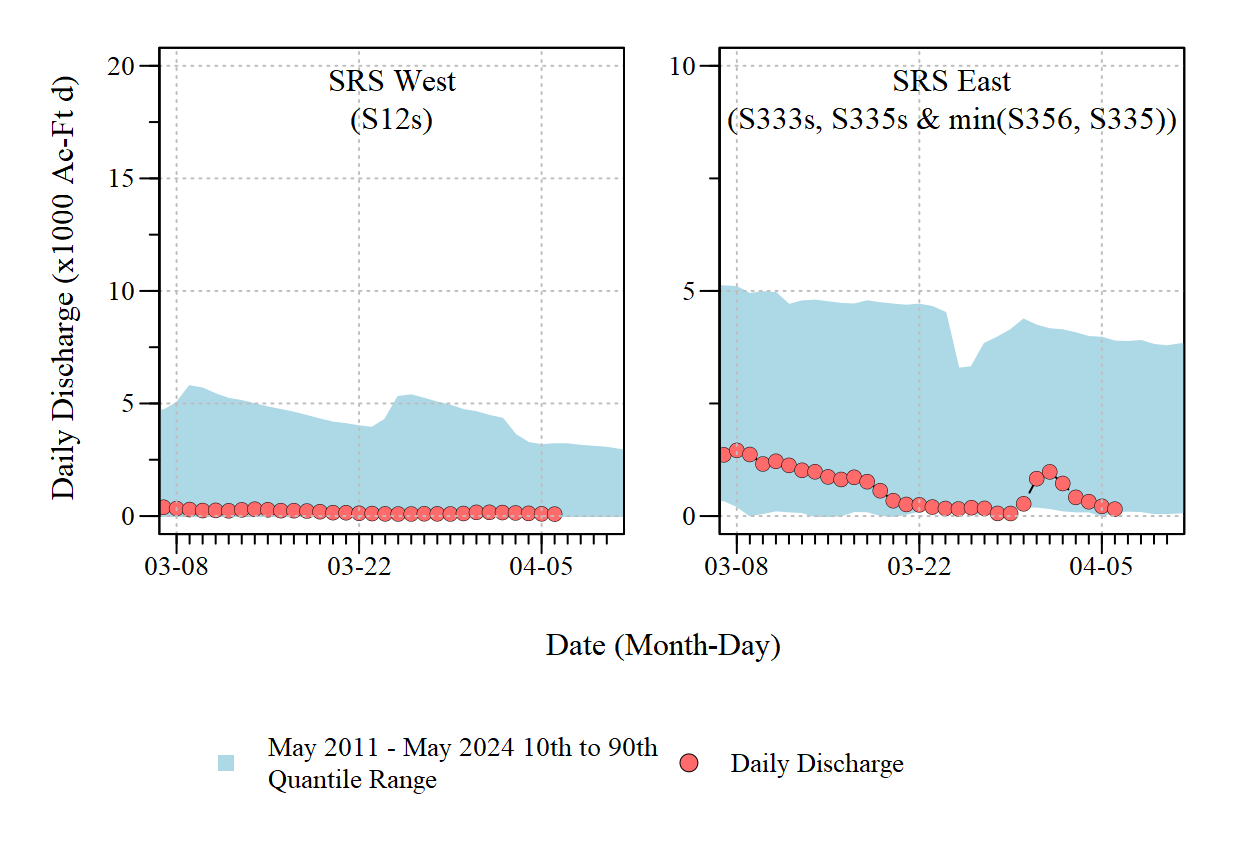 SRS West
(S12s)
SRS East
(S333s, S335s & min(S356, S335))
Daily Discharge (x1000 Ac-Ft d)
20
15
10
5
0
10
5
0
03-08
03-22
04-05
03-08
03-22
04-05
Date (Month-Day)
May 2011 - May 2024 10th to 90th
Quantile Range
Daily Discharge